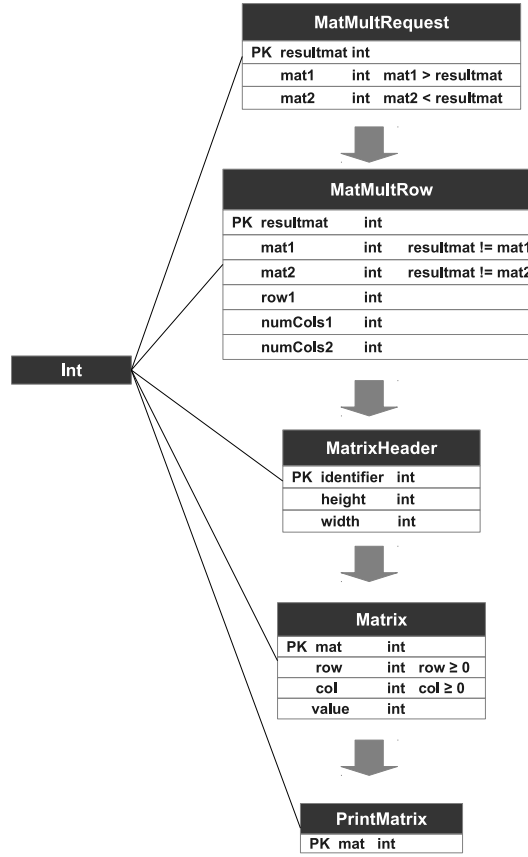 MatMultRequest
PK resultmat int
mat1 int mat1 > resultmat
mat2 int mat2 < resultmat
MatMultRow
PK resultmat int
mat1 int resultmat != mat1
mat2 int resultmat != mat2
row1 int
numCols1 int
numCols2 int
Int
MatrixHeader
PK identifier int
height int
width int
Matrix
PK mat int
row int row ≥ 0
col int col ≥ 0
value int
PrintMatrix
PK mat int